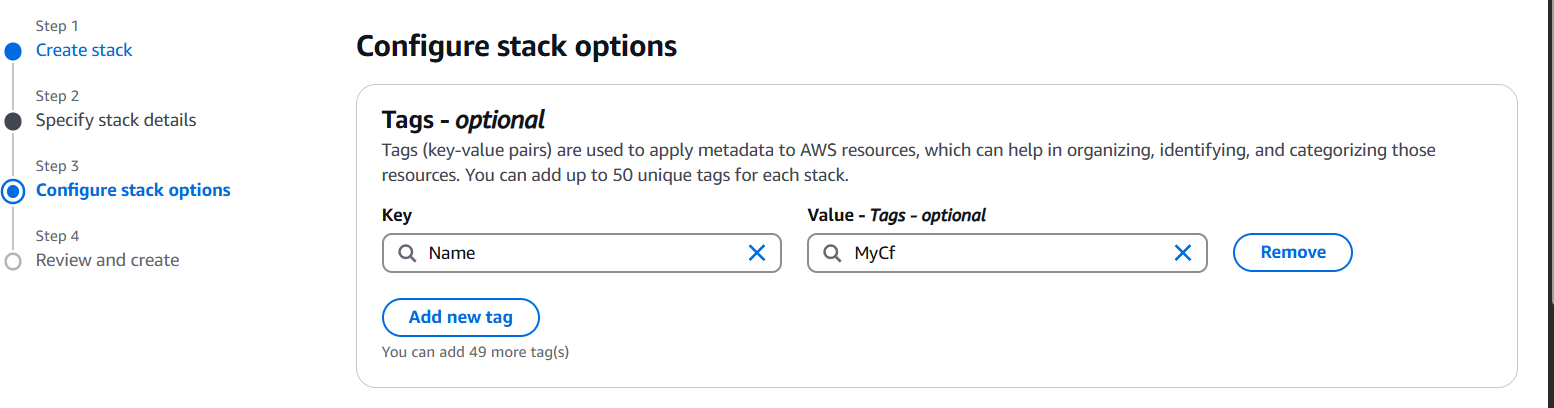 Step 1
Create stack
Step 2
Specify stack details
Step 3
Configure stack options
Step 4
Review and create
Configure stack options
Tags - optional
Tags (key-value pairs) are used to apply metadata to AWS resources, which can help in organizing, identifying, and categorizing those
resources. You can add up to 50 unique tags for each stack.
Key
Value - Tags - optional
Name
MyCf
Remove
Add new tag
You can add 49 more tag(s)